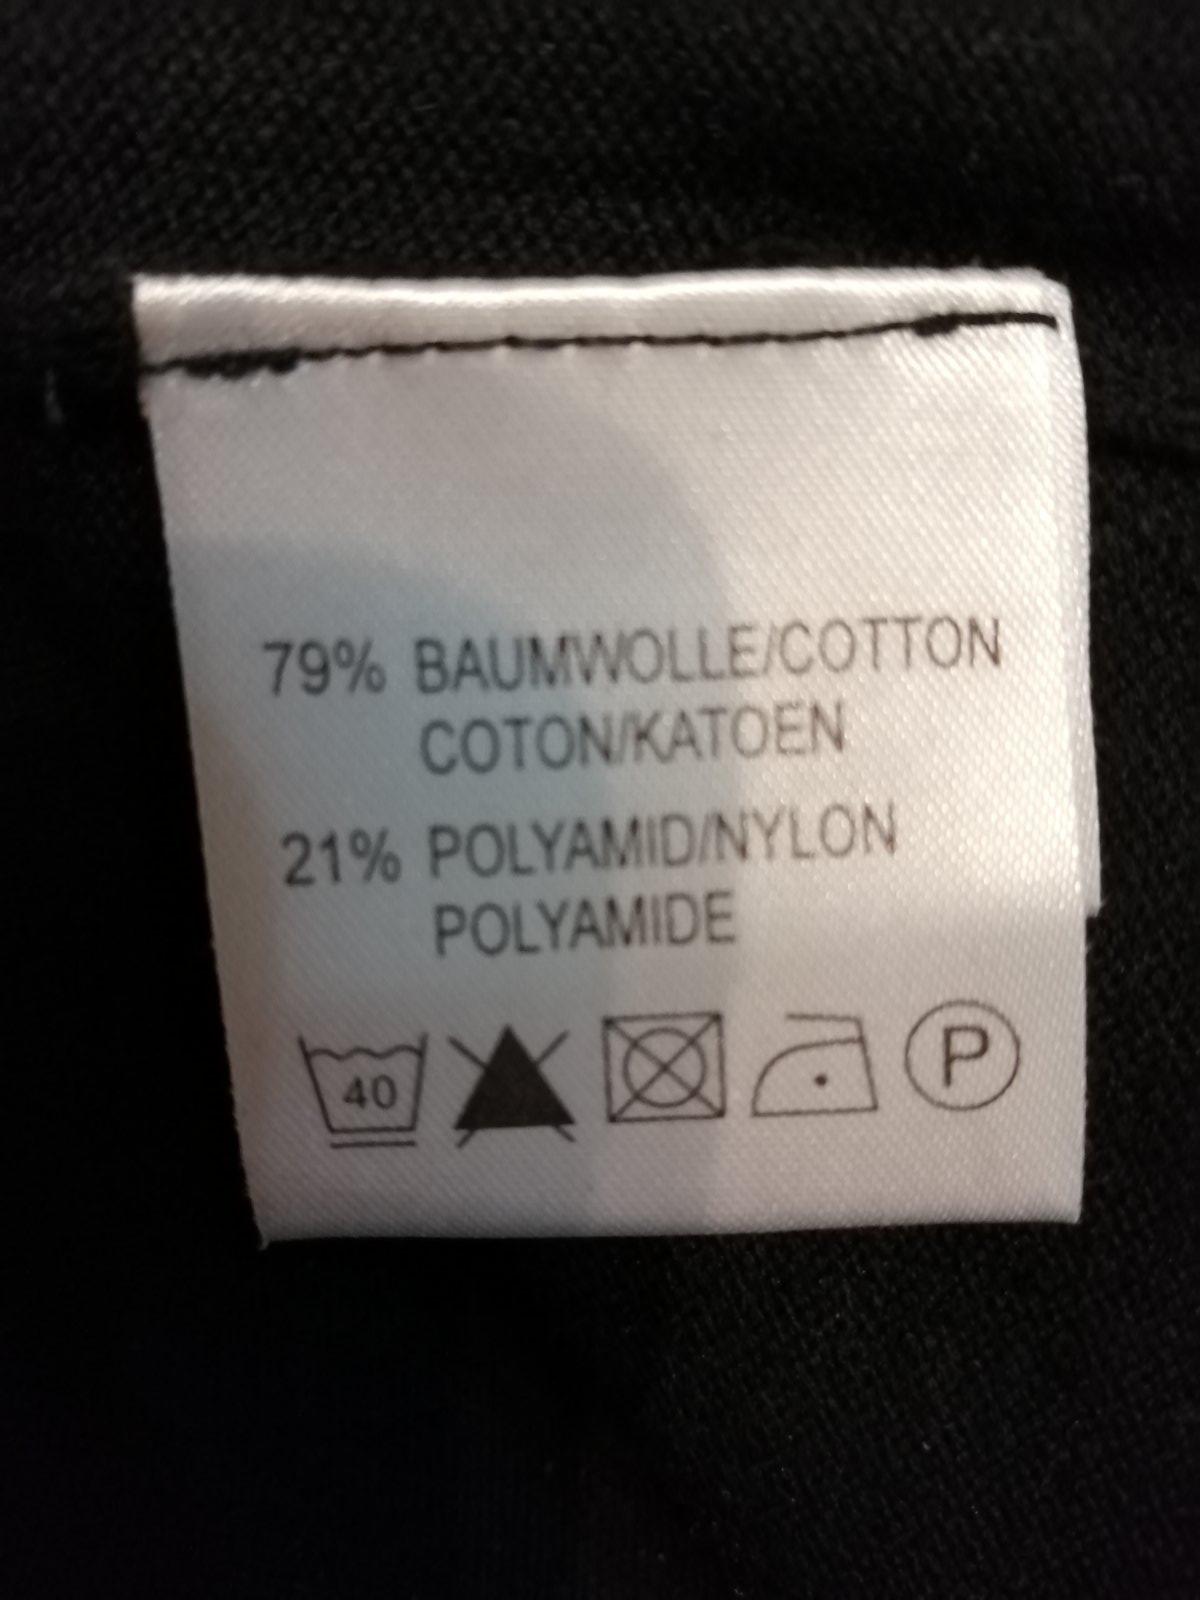 79% BAUMWOLLE/COTTON
COTON/KATOEN
21% POLYAMID/NYLON
POLYAMIDE
40 P